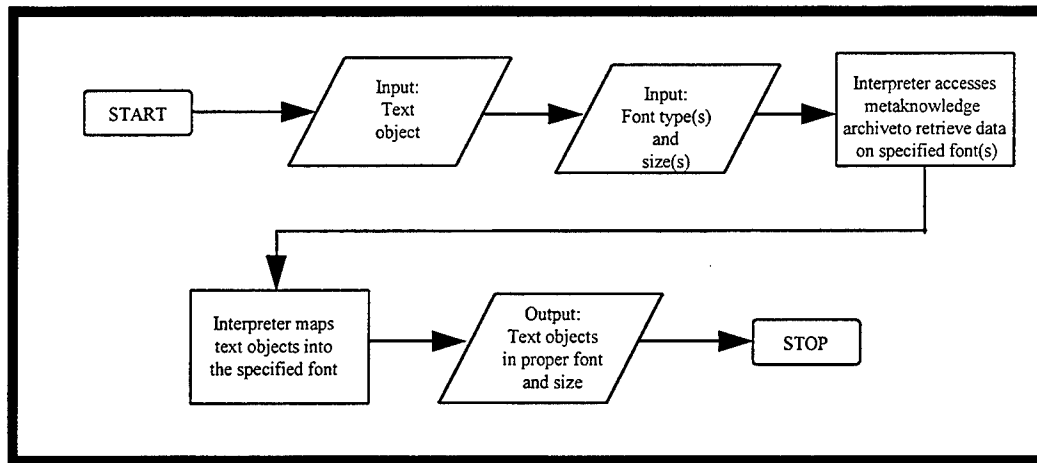 START
Input:
Text
object
Input:
Font type(s)
and
size(s)
Interpreter accesses
metaknowledge
archiveto retrieve data
on specified font(s)
Interpreter maps
text objects into
the specified font
Output:
Text objects
in proper font
and size
STOP